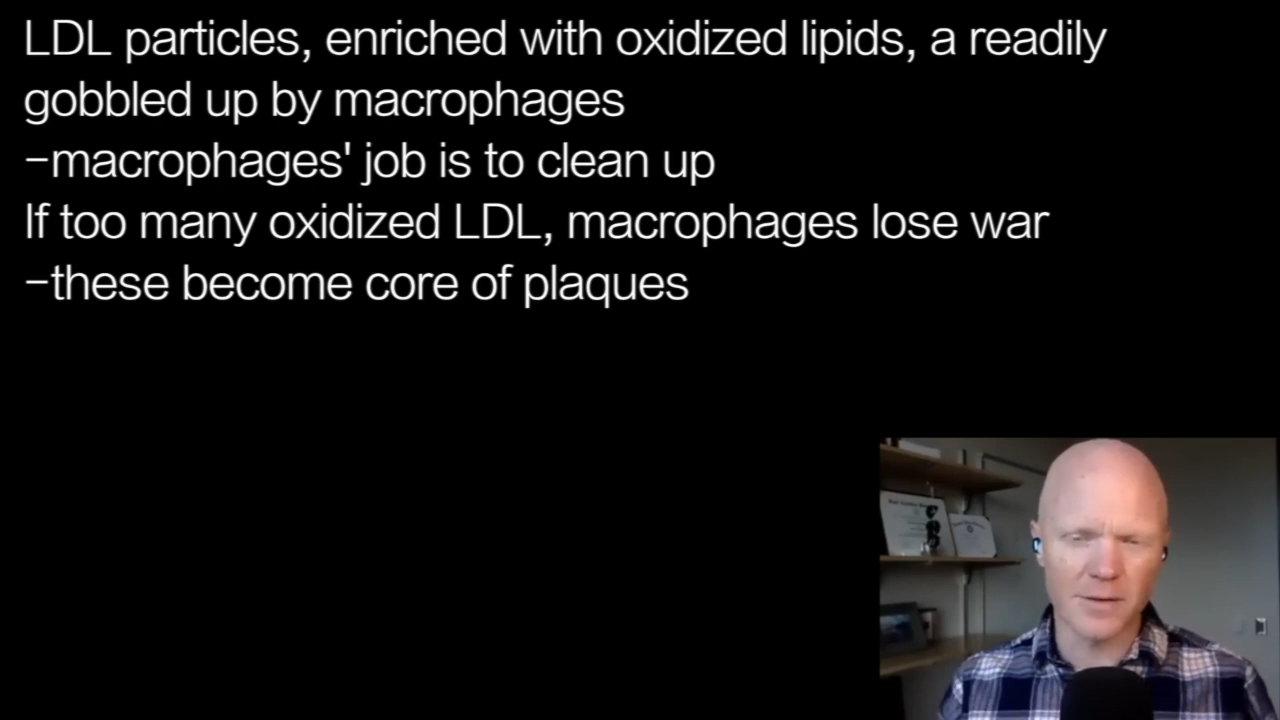 LDL particles, enriched with oxidized lipids, a readily
gobbled up by macrophages
−macrophages' job is to clean up
If too many oxidized LDL, macrophages lose war
−these become core of plaques